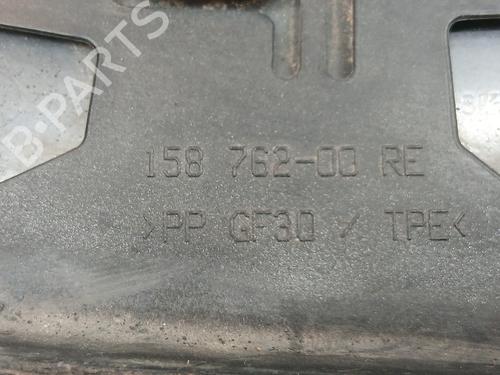 B-PARTS
158 762-00 RE
>PP GF30 / TPE<